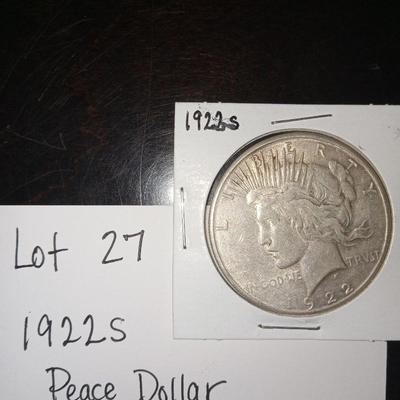 1922s
LIBERTY
IN GOD WE TRUST
1922
Lot 27
1922s
Peace Dollar